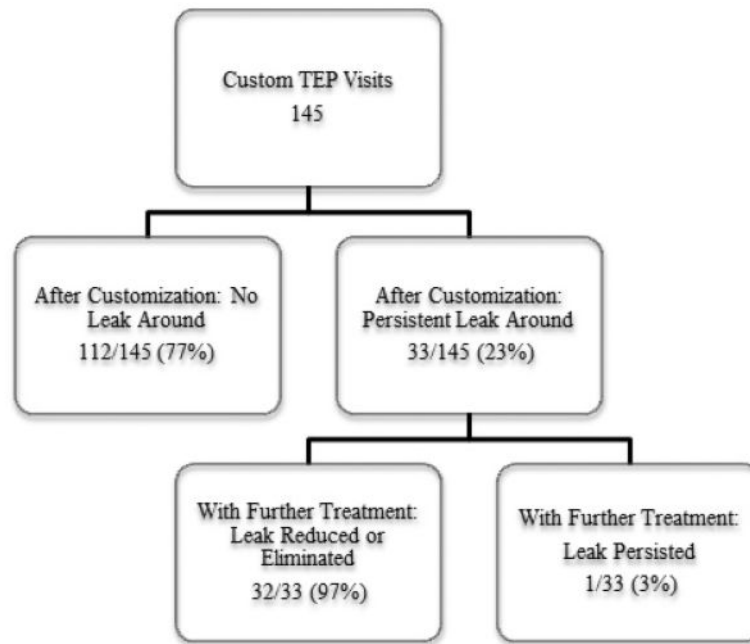 Custom TEP Visits
145
After Customization: No
Leak Around
112/145 (77%)
After Customization:
Persistent Leak Around
33/145 (23%)
With Further Treatment:
Leak Reduced or
Eliminated
32/33 (97%)
With Further Treatment:
Leak Persisted
1/33 (3%)